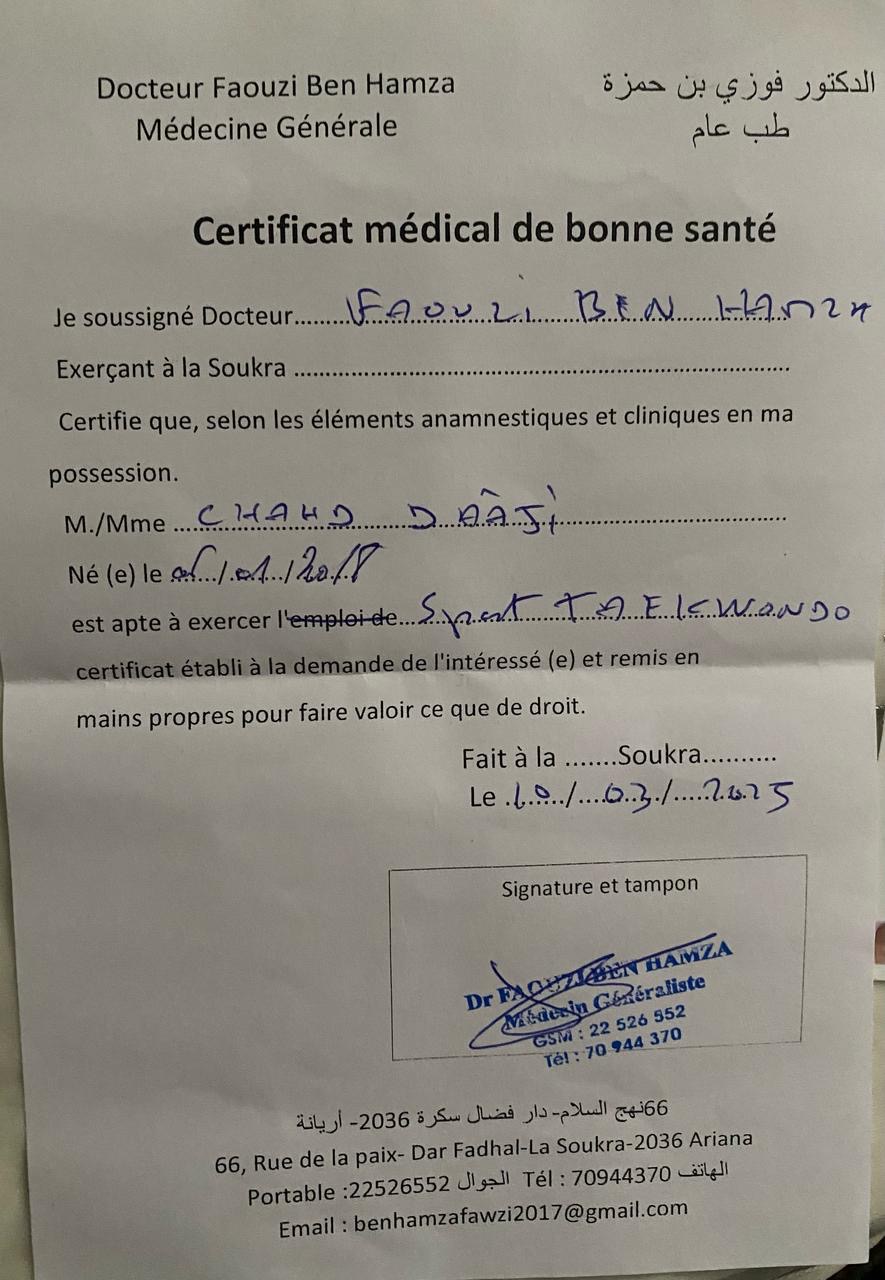 Docteur Faouzi Ben Hamza
Médecine Générale
الدكتور فوزي بن حمزة
طب عام
Certificat médical de bonne santé
Je soussigné Docteur.........FAOUZI BEN HAMZA
Exerçant à la Soukra ..........................................................................
Certifie que, selon les éléments anamnestiques et cliniques en ma
possession.
M./Mme ...CHAHD DAÂJI...................................
Né (e) le .../.01../2018
est apte à exercer l'emploi de...Sport TAEKWONDO
certificat établi à la demande de l'intéressé (e) et remis en
mains propres pour faire valoir ce que de droit.
Fait à la .......Soukra..........
Le .10../....03./....2025
Signature et tampon
Dr FAOUZI BEN HAMZA
Médecin Généraliste
GSM : 22 526 552
Tél : 70 944 370
66نهج السلام- دار فضال سكرة 2036- أريانة
66, Rue de la paix- Dar Fadhal-La Soukra-2036 Ariana
Portable :22526552 الجوال Tél : 70944370 الهاتف
Email : benhamzafawzi2017@gmail.com